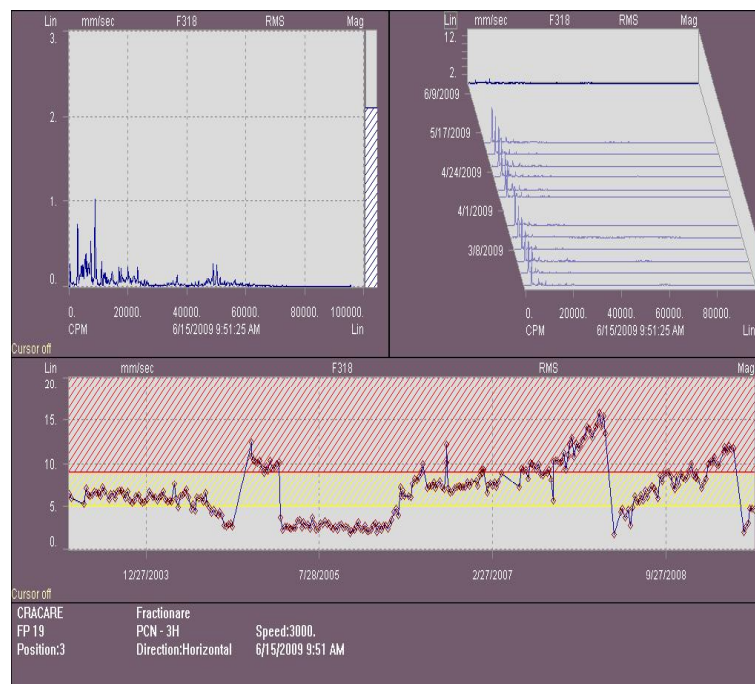 Lin mm/sec F318 RMS Mag
3.
2.
1.
0.
0. 20000. 40000. 60000. 80000. 100000.
CPM 6/15/2009 9:51:25 AM Lin
Cursor off
Lin mm/sec F318 RMS Mag
12.
2.
6/9/2009
5/17/2009
4/24/2009
4/1/2009
3/8/2009
0. 20000. 40000. 60000. 80000.
CPM 6/15/2009 9:51:25 AM Lin
Lin mm/sec F318 RMS Mag
20.
15.
10.
5.
0.
12/27/2003 7/28/2005 2/27/2007 9/27/2008
Cursor off
CRACARE Fractionare
FP 19 PCN - 3H Speed:3000.
Position:3 Direction:Horizontal 6/15/2009 9:51 AM